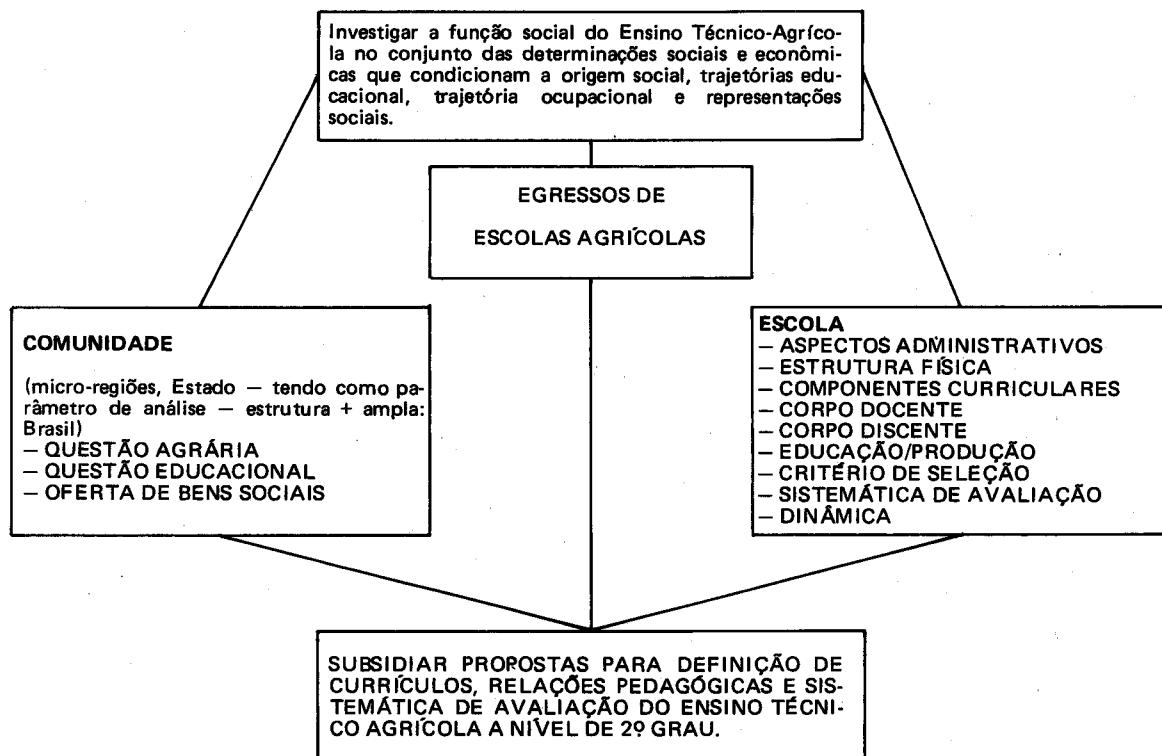 Investigar a função social do Ensino Técnico-Agríco-
la no conjunto das determinações sociais e econômi-
cas que condicionam a origem social, trajetórias edu-
cacional, trajetória ocupacional e representações
sociais.
EGRESSOS DE
ESCOLAS AGRÍCOLAS
COMUNIDADE
(micro-regiões, Estado — tendo como pa-
râmetro de análise — estrutura + ampla:
Brasil)
— QUESTÃO AGRÁRIA
— QUESTÃO EDUCACIONAL
— OFERTA DE BENS SOCIAIS
ESCOLA
— ASPECTOS ADMINISTRATIVOS
— ESTRUTURA FÍSICA
— COMPONENTES CURRICULARES
— CORPO DOCENTE
— CORPO DISCENTE
— EDUCAÇÃO/PRODUÇÃO
— CRITÉRIO DE SELEÇÃO
— SISTEMÁTICA DE AVALIAÇÃO
— DINÂMICA
SUBSIDIAR PROPOSTAS PARA DEFINIÇÃO DE
CURRÍCULOS, RELAÇÕES PEDAGÓGICAS E SIS-
TEMÁTICA DE AVALIAÇÃO DO ENSINO TÉCNI-
CO AGRÍCOLA A NÍVEL DE 2º GRAU.